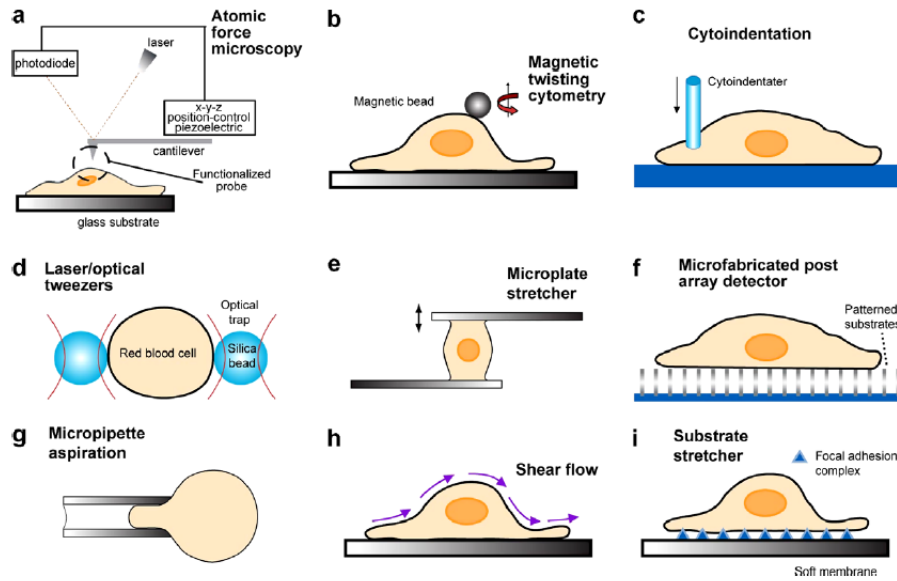 a
Atomic
force
microscopy
laser
photodiode
x-y-z
position-control
piezoelectric
cantilever
Functionalized
probe
glass substrate
b
Magnetic bead
Magnetic
twisting
cytometry
c
Cytoindentation
Cytoindentater
d
Laser/optical
tweezers
Optical
trap
Red blood cell
Silica
bead
e
Microplate
stretcher
f
Microfabricated post
array detector
Patterned
substrates
g
Micropipette
aspiration
h
Shear flow
i
Substrate
stretcher
Focal adhesion
complex
Soft membrane